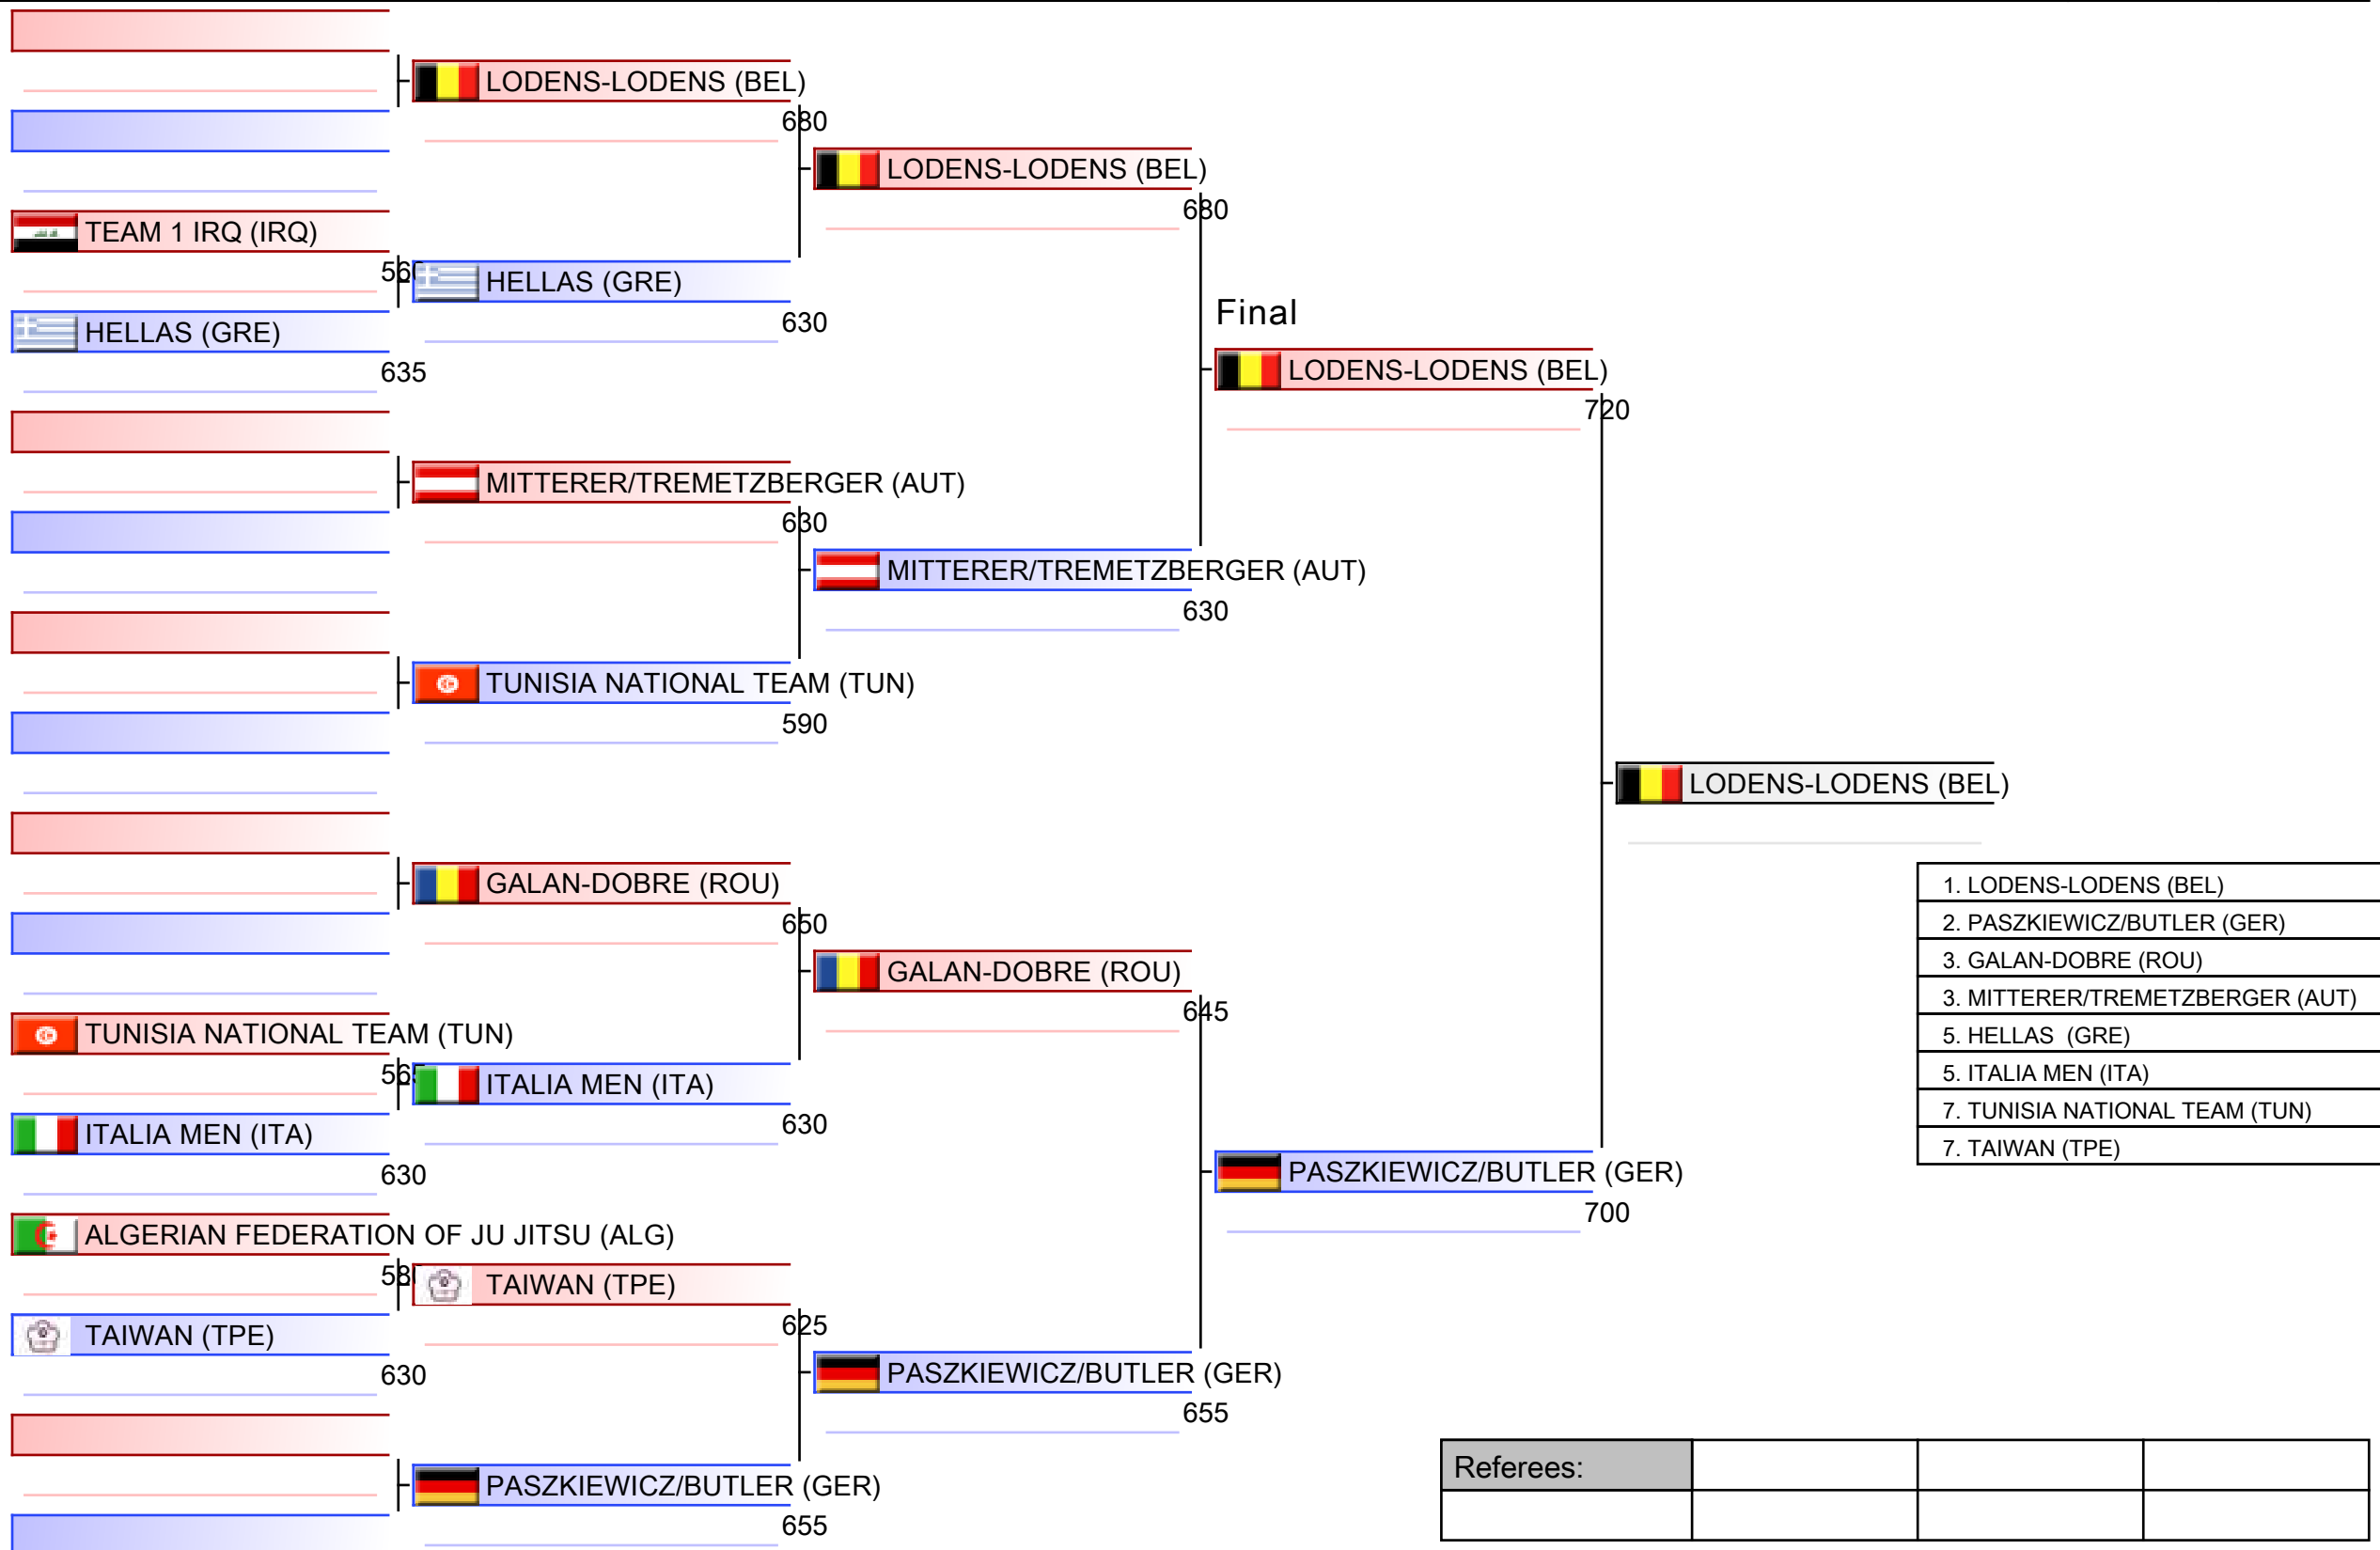 LODENS-LODENS (BEL)
680
LODENS-LODENS (BEL)
680
TEAM 1 IRQ (IRQ)
HELLAS (GRE)
630
HELLAS (GRE)
635
Final
LODENS-LODENS (BEL)
720
MITTERER/TREMETZBERGER (AUT)
630
MITTERER/TREMETZBERGER (AUT)
630
TUNISIA NATIONAL TEAM (TUN)
590
LODENS-LODENS (BEL)
GALAN-DOBRE (ROU)
650
GALAN-DOBRE (ROU)
645
TUNISIA NATIONAL TEAM (TUN)
565
ITALIA MEN (ITA)
630
ITALIA MEN (ITA)
630
PASZKIEWICZ/BUTLER (GER)
700
ALGERIAN FEDERATION OF JU JITSU (ALG)
TAIWAN (TPE)
625
TAIWAN (TPE)
630
PASZKIEWICZ/BUTLER (GER)
655
PASZKIEWICZ/BUTLER (GER)
655
1. LODENS-LODENS (BEL)
2. PASZKIEWICZ/BUTLER (GER)
3. GALAN-DOBRE (ROU)
3. MITTERER/TREMETZBERGER (AUT)
5. HELLAS (GRE)
5. ITALIA MEN (ITA)
7. TUNISIA NATIONAL TEAM (TUN)
7. TAIWAN (TPE)
Referees: